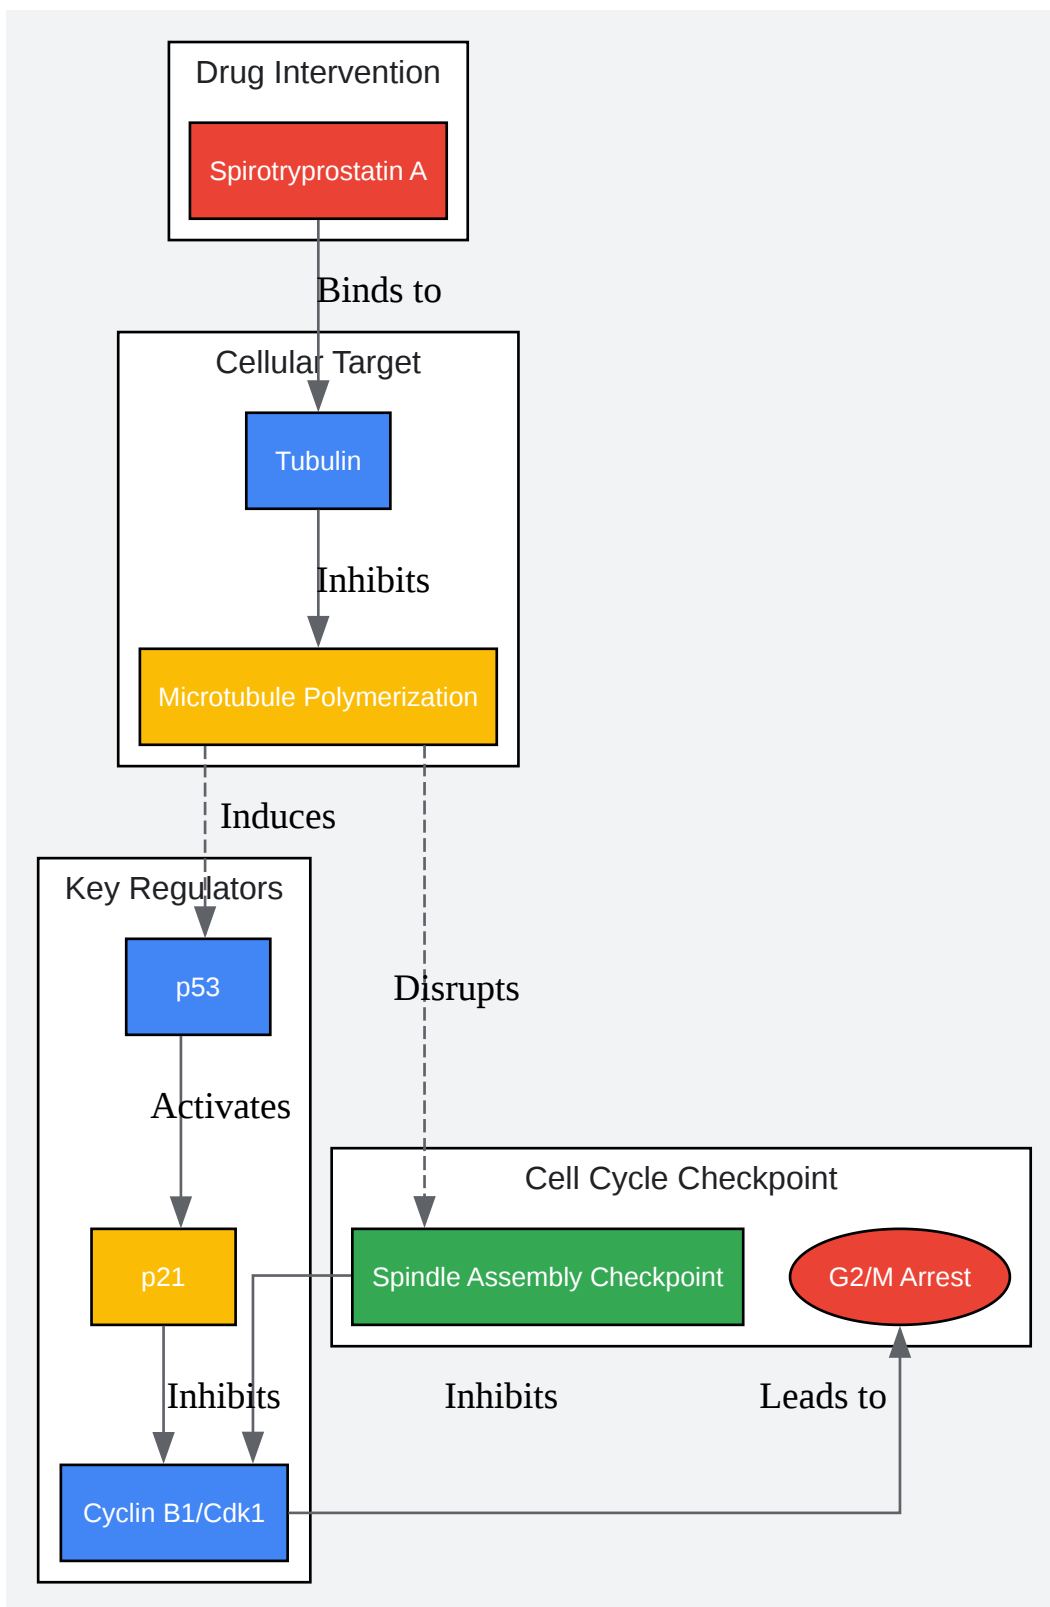 Drug Intervention
Spirotryprostatin A
Binds to
Cellular Target
Tubulin
Inhibits
Microtubule Polymerization
Induces
Key Regulators
p53
Disrupts
Activates
Cell Cycle Checkpoint
p21
Spindle Assembly Checkpoint
G2/M Arrest
Inhibits
Inhibits
Leads to
Cyclin B1/Cdk1